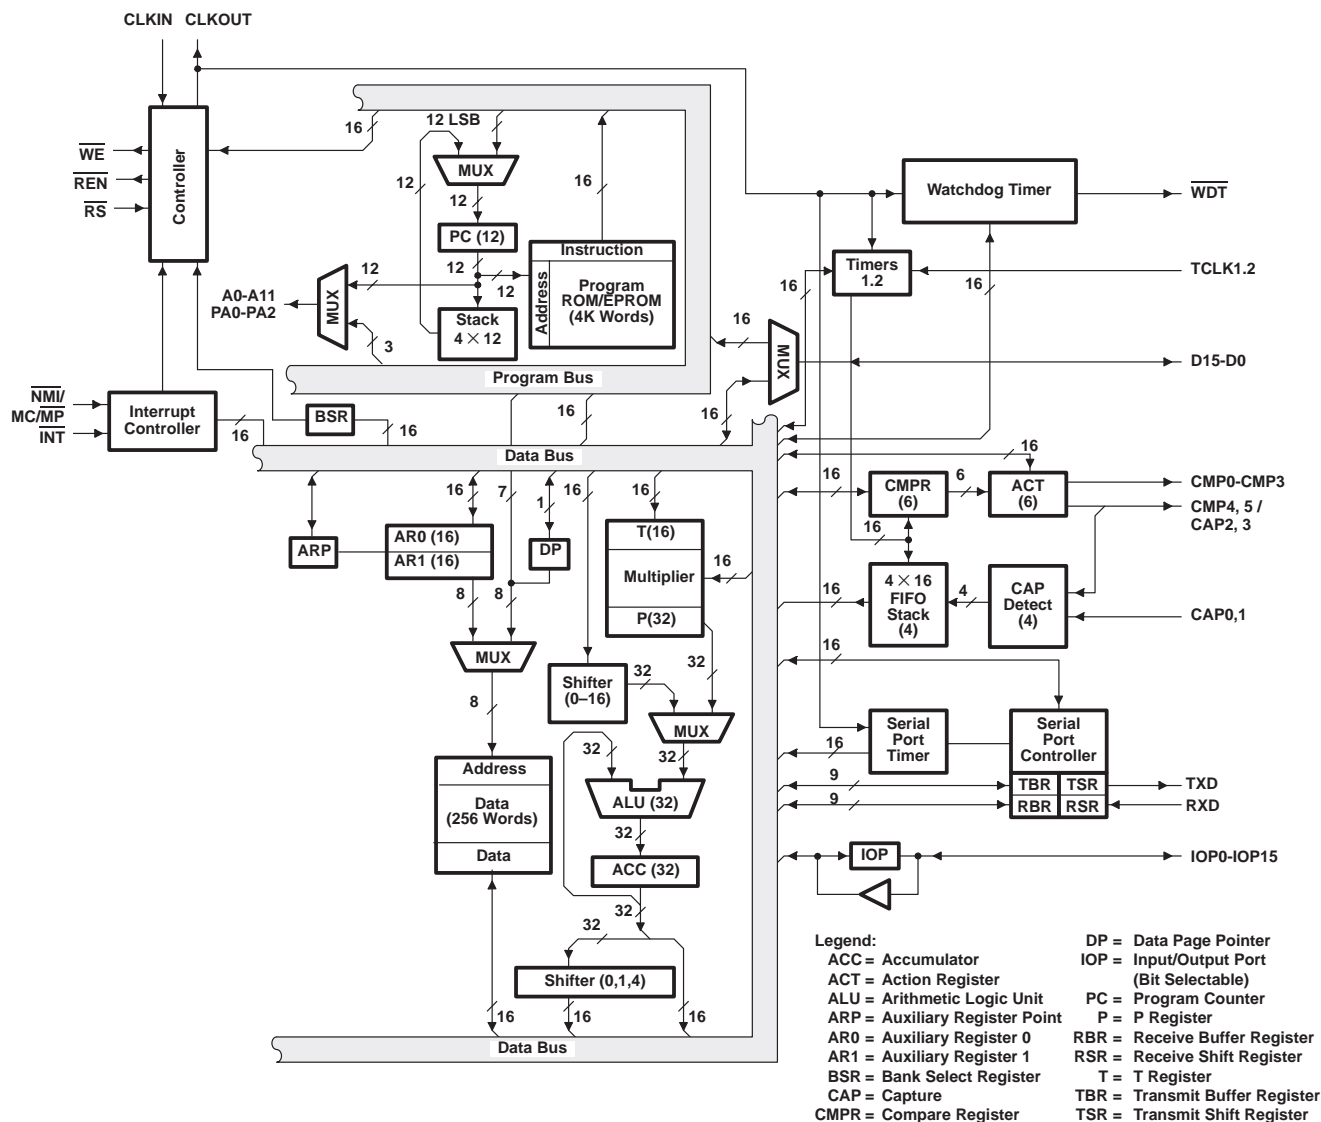 CLKIN CLKOUT
WE
REN
RS
Controller
16
12 LSB
MUX
12
12
PC (12)
12
12
12
16
Instruction
Address
Program
ROM/EPROM
(4K Words)
Stack
4 × 12
A0-A11
PA0-PA2
MUX
3
Program Bus
NMI/
MC/MP
INT
Interrupt
Controller
16
BSR
16
16
16
Data Bus
16
MUX
Watchdog Timer
WDT
Timers
1.2
TCLK1.2
16
16
D15-D0
16
16
CMPR
(6)
6
ACT
(6)
CMP0-CMP3
CMP4, 5 /
CAP2, 3
16
16
4 × 16
FIFO
Stack
(4)
4
CAP
Detect
(4)
CAP0,1
16
Serial
Port
Timer
16
Serial
Port
Controller
TBR
TSR
RBR
RSR
9
9
TXD
RXD
IOP
IOP0-IOP15
ARP
16
AR0 (16)
AR1 (16)
7
1
DP
16
16
T(16)
Multiplier
P(32)
16
8
8
MUX
8
Shifter
(0–16)
32
32
MUX
32
32
Address
Data
(256 Words)
Data
ALU (32)
32
ACC (32)
32
32
Shifter (0,1,4)
16
16
16
Data Bus
Legend:
ACC = Accumulator
ACT = Action Register
ALU = Arithmetic Logic Unit
ARP = Auxiliary Register Point
AR0 = Auxiliary Register 0
AR1 = Auxiliary Register 1
BSR = Bank Select Register
CAP = Capture
CMPR = Compare Register
DP = Data Page Pointer
IOP = Input/Output Port
(Bit Selectable)
PC = Program Counter
P = P Register
RBR = Receive Buffer Register
RSR = Receive Shift Register
T = T Register
TBR = Transmit Buffer Register
TSR = Transmit Shift Register